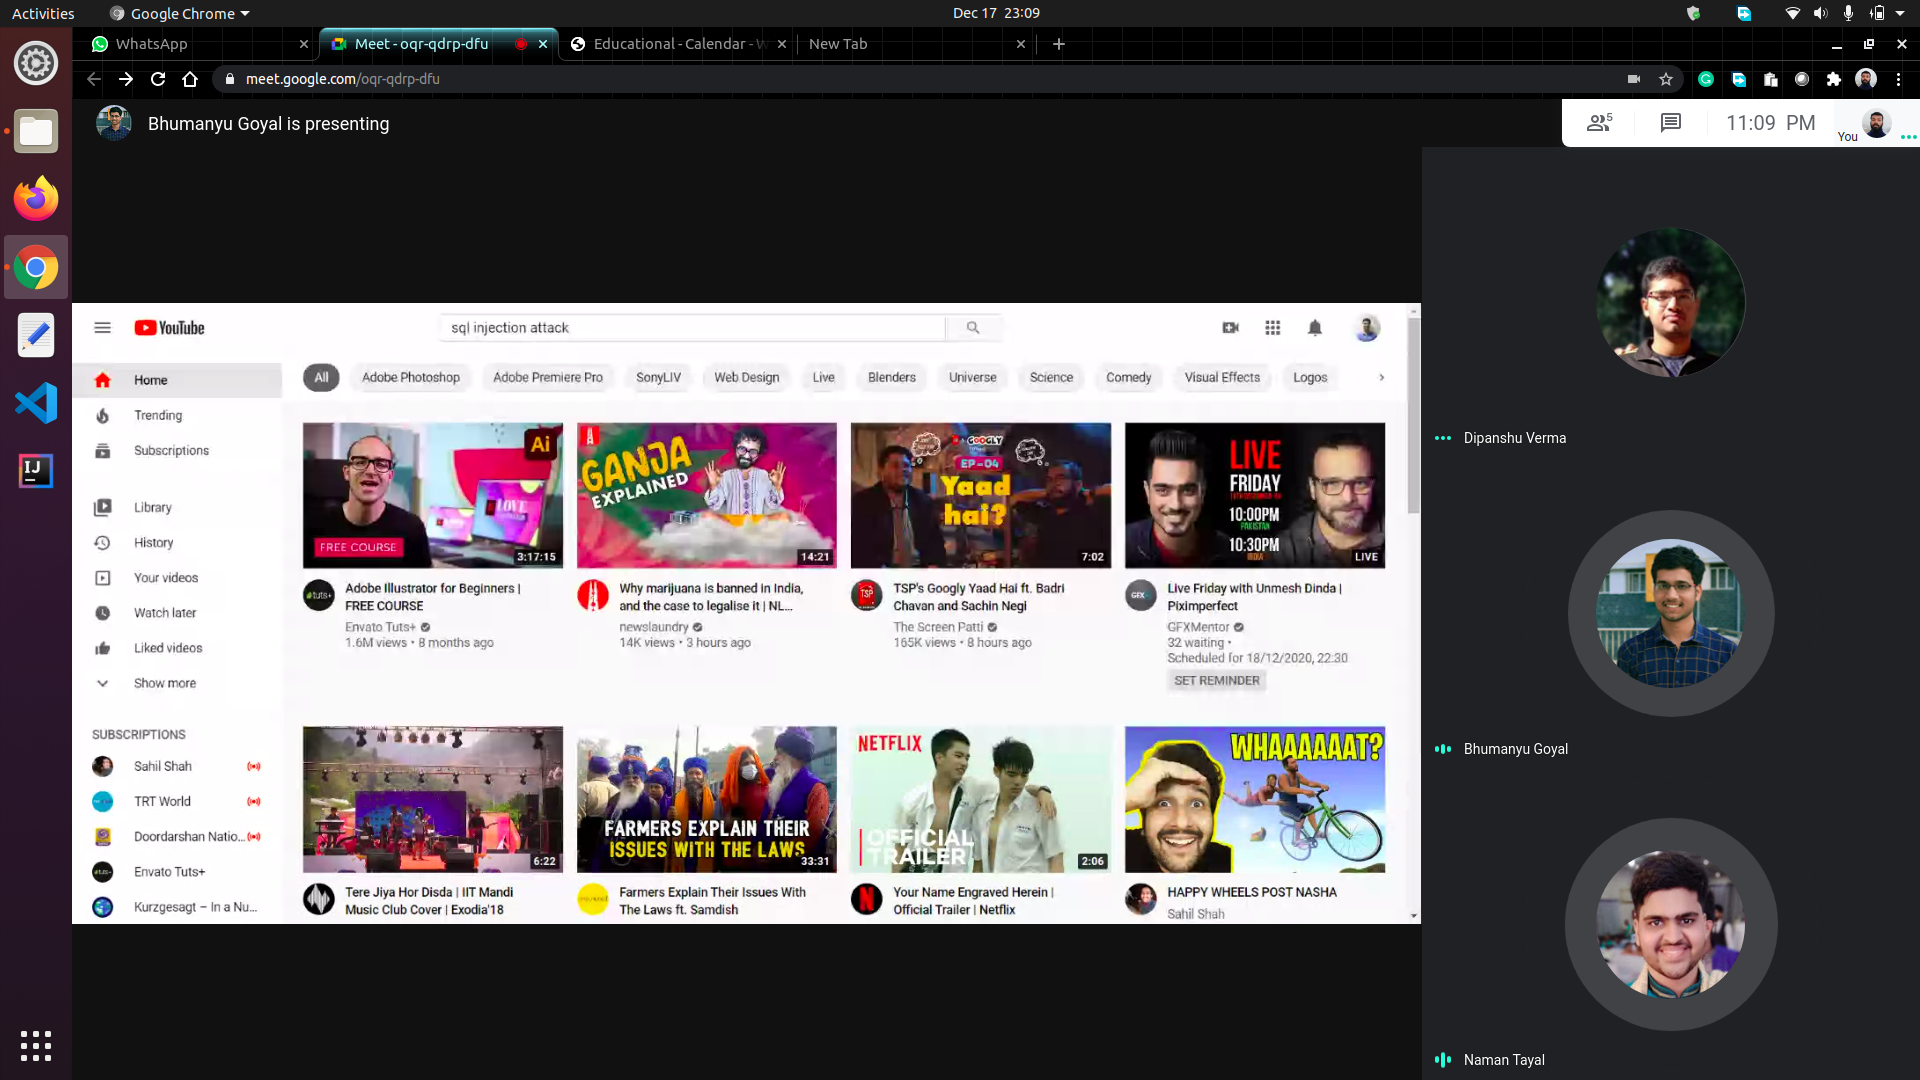 Activities
Google Chrome
Dec 17 23:09
WhatsApp
Meet - oqr-qdrp-dfu
Educational - Calendar - W
New Tab
meet.google.com/oqr-qdrp-dfu
Bhumanyu Goyal is presenting
5
11:09 PM
You
YouTube
sql injection attack
Home
Trending
Subscriptions
Library
History
Your videos
Watch later
Liked videos
Show more
SUBSCRIPTIONS
Sahil Shah
TRT World
Doordarshan Natio...
Envato Tuts+
Kurzgesagt – In a Nu...
All
Adobe Photoshop
Adobe Premiere Pro
SonyLIV
Web Design
Live
Blenders
Universe
Science
Comedy
Visual Effects
Logos
Ai
FREE COURSE
3:17:15
tuts+
Adobe Illustrator for Beginners |
FREE COURSE
Envato Tuts+
1.6M views • 8 months ago
GANJA
EXPLAINED
14:21
Why marijuana is banned in India,
and the case to legalise it | NL...
newslaundry
14K views • 3 hours ago
GOOGLY
EP-04
Yaad
hai?
7:02
TSP
TSP's Googly Yaad Hai ft. Badri
Chavan and Sachin Negi
The Screen Patti
165K views • 8 hours ago
LIVE
FRIDAY
10:00PM
PAKISTAN
10:30PM
INDIA
LIVE
GFX
Live Friday with Unmesh Dinda |
Piximperfect
GFXMentor
32 waiting •
Scheduled for 18/12/2020, 22:30
SET REMINDER
6:22
Tere Jiya Hor Disda | IIT Mandi
Music Club Cover | Exodia'18
FARMERS EXPLAIN THEIR
ISSUES WITH THE LAWS
33:31
Farmers Explain Their Issues With
The Laws ft. Samdish
NETFLIX
OFFICIAL
TRAILER
2:06
Your Name Engraved Herein |
Official Trailer | Netflix
WHAAAAAAT?
HAPPY WHEELS POST NASHA
Sahil Shah
Dipanshu Verma
Bhumanyu Goyal
Naman Tayal
IJ